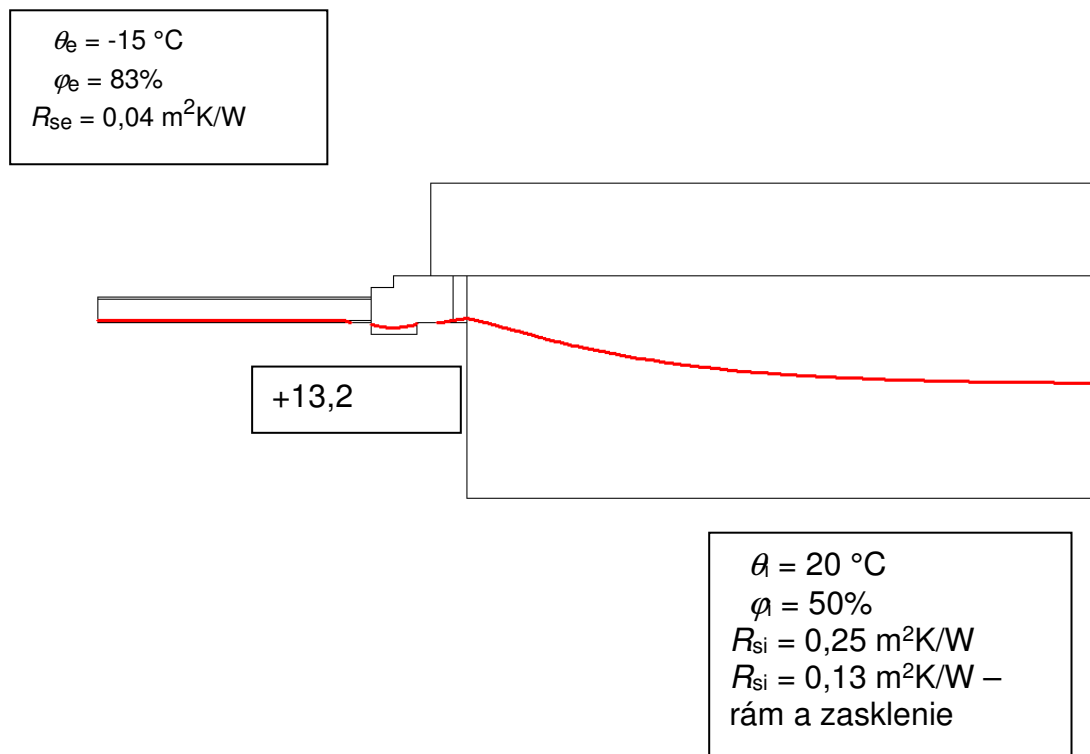 θe = -15 °C
φe = 83%
Rse = 0,04 m²K/W
+13,2
θi = 20 °C
φi = 50%
Rsi = 0,25 m²K/W
Rsi = 0,13 m²K/W –
rám a zasklenie